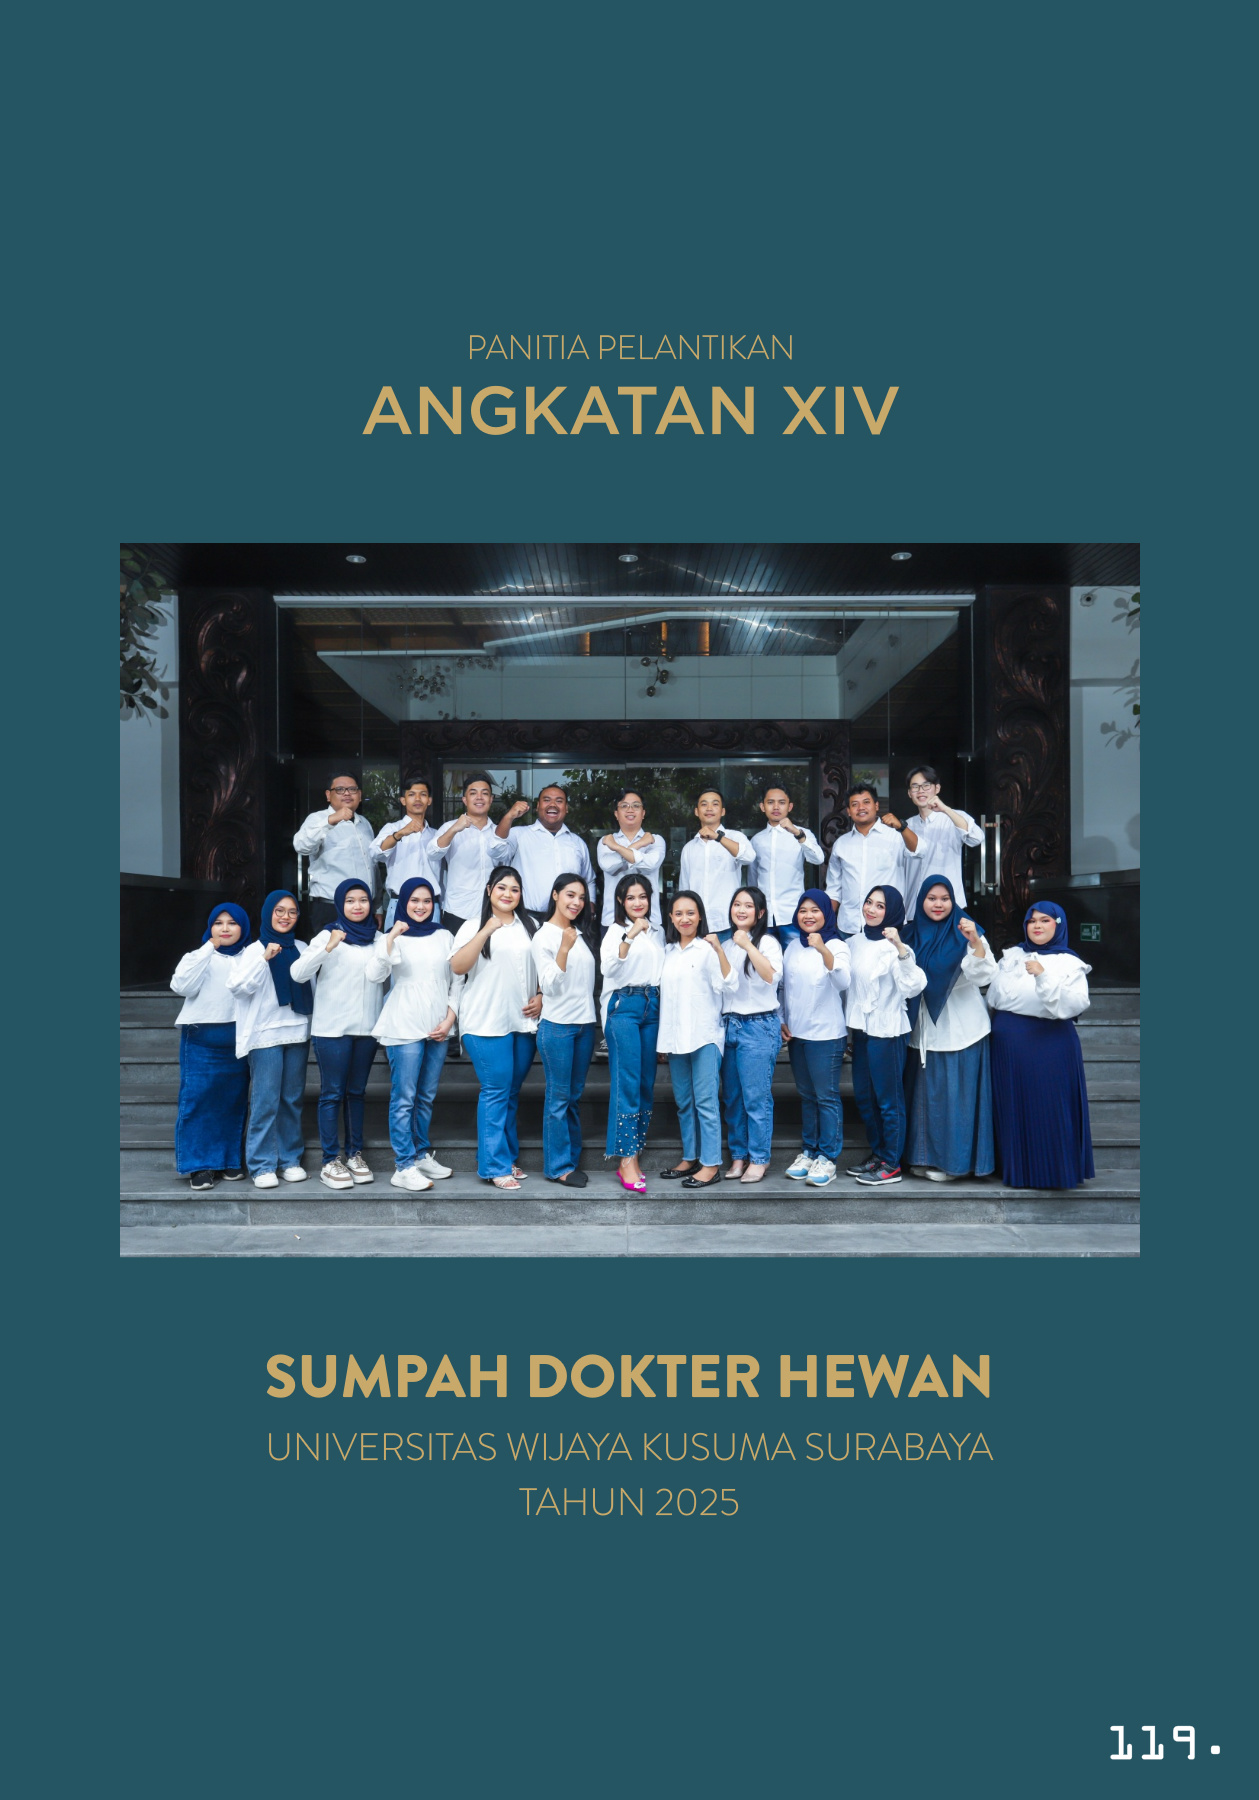 PANITIA PELANTIKAN
ANGKATAN XIV
SUMPAH DOKTER HEWAN
UNIVERSITAS WIJAYA KUSUMA SURABAYA
TAHUN 2025
119.